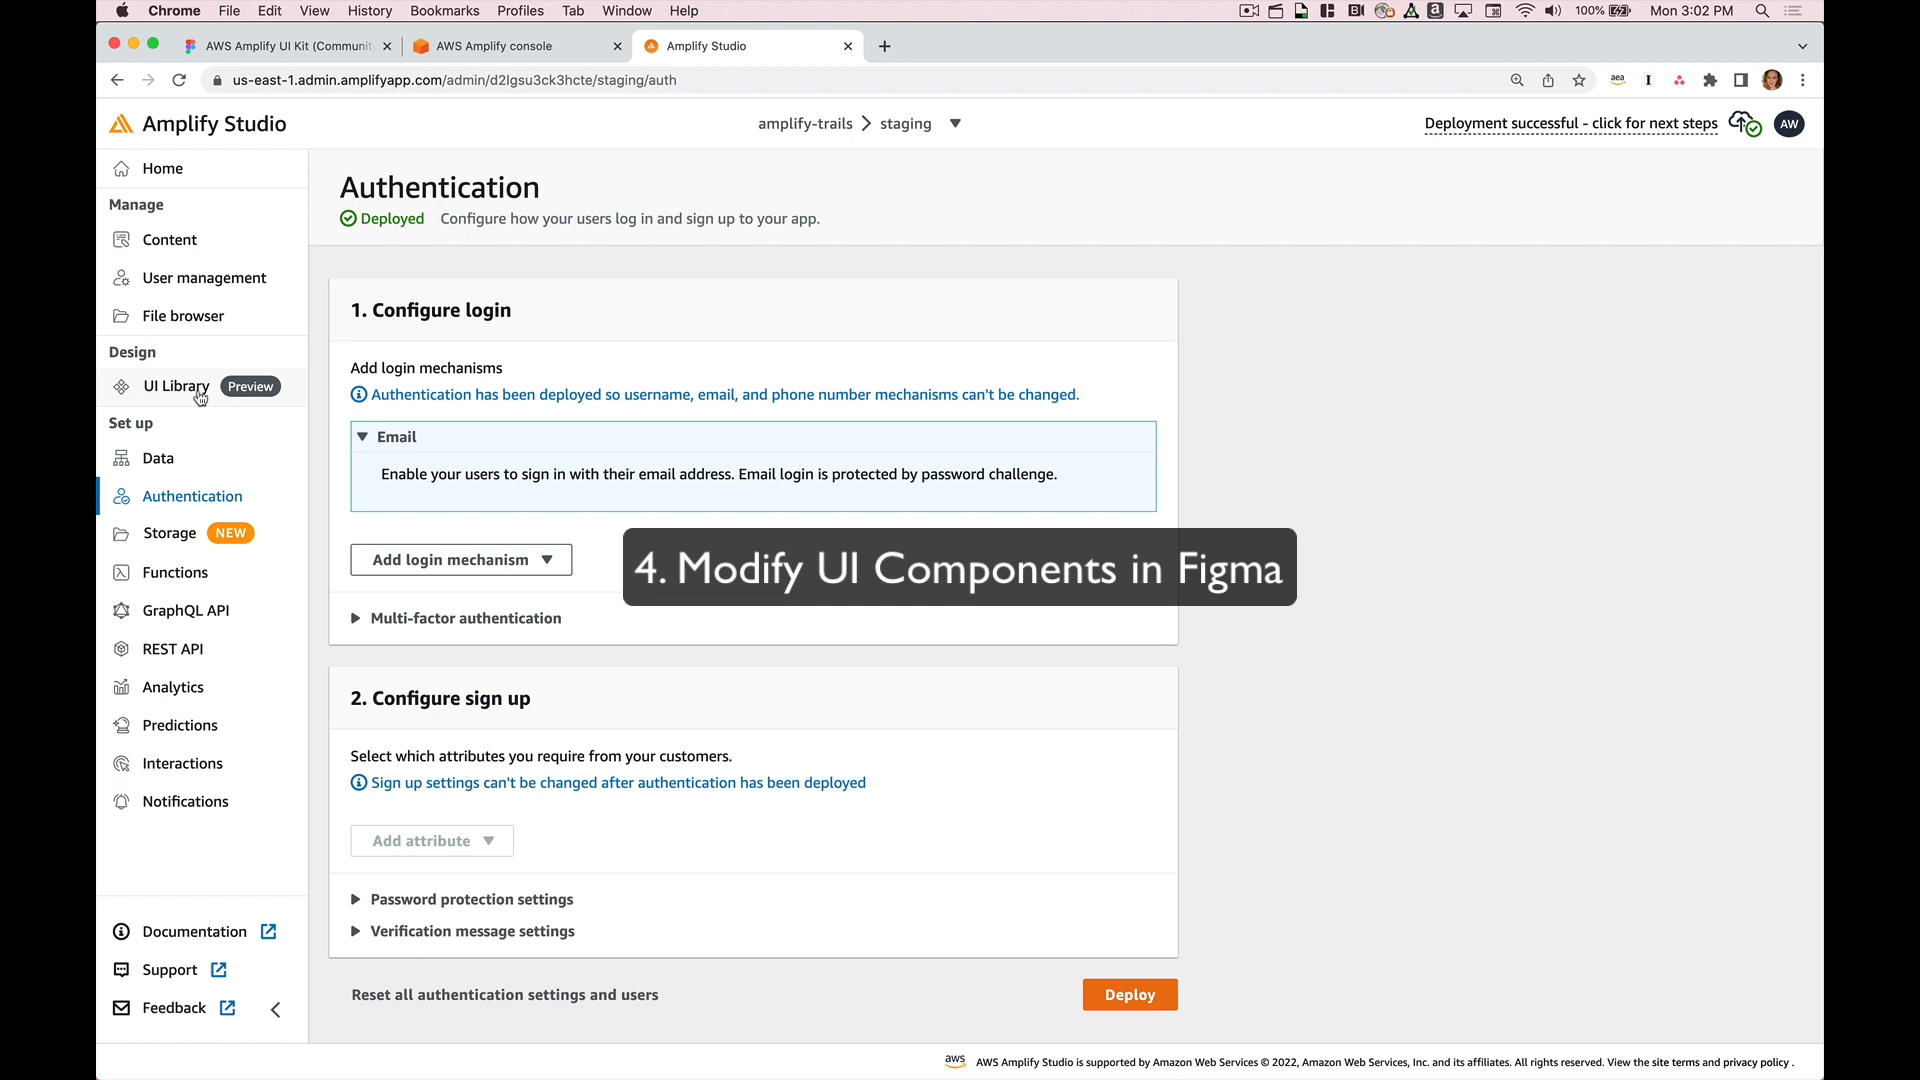 Chrome File Edit View History Bookmarks Profiles Tab Window Help 100% Mon 3:02 PM
AWS Amplify UI Kit (Communit AWS Amplify console Amplify Studio
us-east-1.admin.amplifyapp.com/admin/d2lgsu3ck3hcte/staging/auth
Amplify Studio amplify-trails staging Deployment successful - click for next steps AW
Home
Manage
Content
User management
File browser
Design
UI Library Preview
Set up
Data
Authentication
Storage NEW
Functions
GraphQL API
REST API
Analytics
Predictions
Interactions
Notifications
Documentation
Support
Feedback
Authentication
Deployed Configure how your users log in and sign up to your app.
1. Configure login
Add login mechanisms
Authentication has been deployed so username, email, and phone number mechanisms can't be changed.
Email
Enable your users to sign in with their email address. Email login is protected by password challenge.
Add login mechanism
4. Modify UI Components in Figma
Multi-factor authentication
2. Configure sign up
Select which attributes you require from your customers.
Sign up settings can't be changed after authentication has been deployed
Add attribute
Password protection settings
Verification message settings
Reset all authentication settings and users Deploy
aws AWS Amplify Studio is supported by Amazon Web Services © 2022, Amazon Web Services, Inc. and its affiliates. All rights reserved. View the site terms and privacy policy .